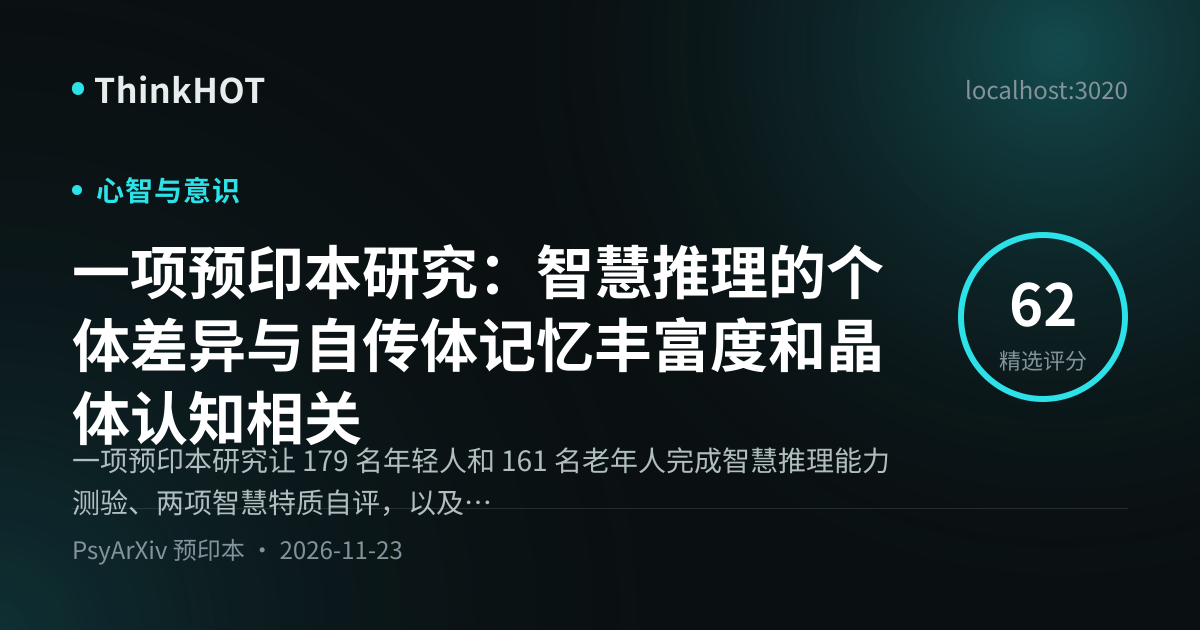 ThinkHOT
localhost:3020
心智与意识
一项预印本研究：智慧推理的个
体差异与自传体记忆丰富度和晶
体认知相关
62
精选评分
一项预印本研究让 179 名年轻人和 161 名老年人完成智慧推理能力
测验、两项智慧特质自评，以及…
PsyArXiv 预印本 · 2026-11-23